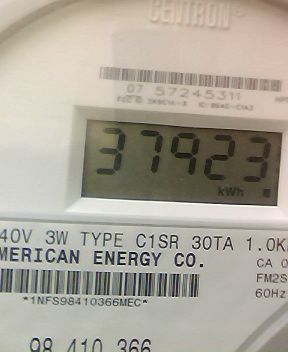 CENTRON
07 57245311
37923
kWh
40V 3W TYPE C1SR 30TA 1.0K
MERICAN ENERGY CO.
CA 0
FM2S
60Hz
*1NFS98410366MEC*
98 410 366